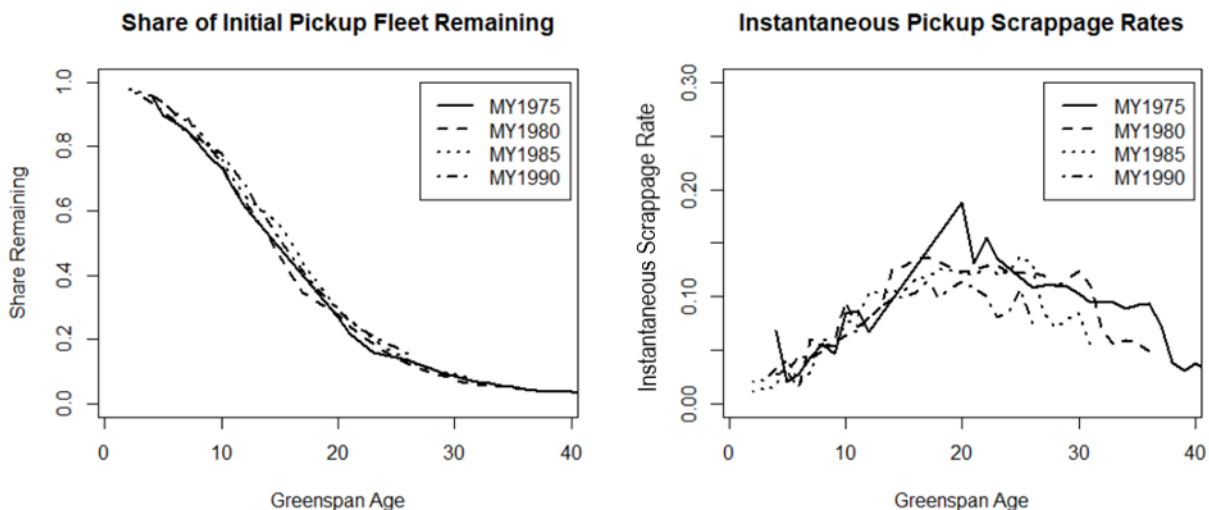 Share of Initial Pickup Fleet Remaining
Share Remaining
1.0
0.8
0.6
0.4
0.2
0.0
MY1975
MY1980
MY1985
MY1990
0 10 20 30 40
Greenspan Age
Instantaneous Pickup Scrappage Rates
Instantaneous Scrappage Rate
0.30
0.20
0.10
0.00
MY1975
MY1980
MY1985
MY1990
0 10 20 30 40
Greenspan Age